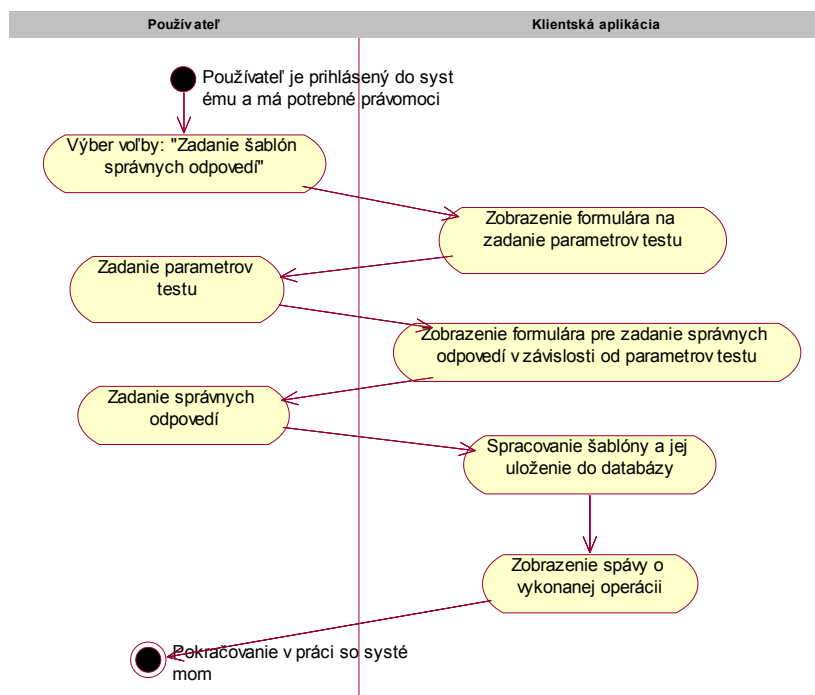 Používateľ
Klientská aplikácia
Používateľ je prihlásený do syst
ému a má potrebné právomoci
Výber voľby: "Zadanie šablón
správnych odpovedí"
Zobrazenie formulára na
zadanie parametrov testu
Zadanie parametrov
testu
Zobrazenie formulára pre zadanie správnych
odpovedí v závislosti od parametrov testu
Zadanie správnych
odpovedí
Spracovanie šablóny a jej
uloženie do databázy
Zobrazenie spávy o
vykonanej operácii
Pokračovanie v práci so systé
mom